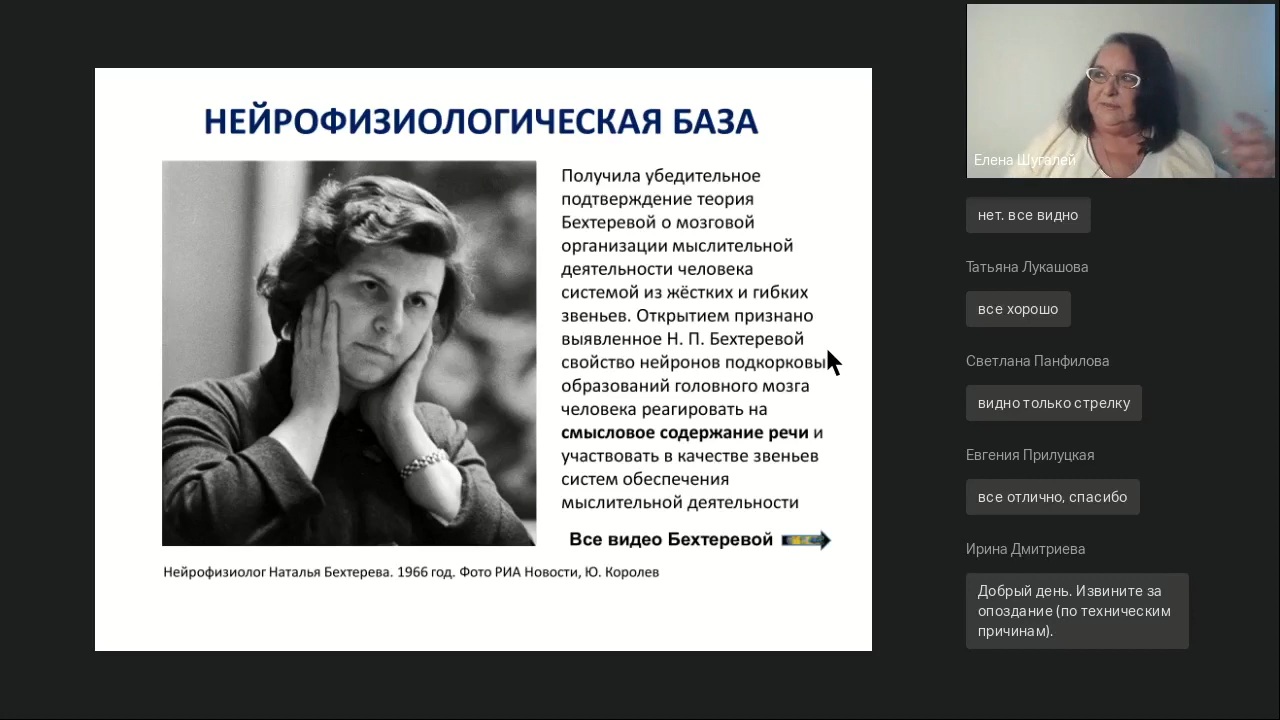 НЕЙРОФИЗИОЛОГИЧЕСКАЯ БАЗА
Получила убедительное
подтверждение теория
Бехтеревой о мозговой
организации мыслительной
деятельности человека
системой из жёстких и гибких
звеньев. Открытием признано
выявленное Н. П. Бехтеревой
свойство нейронов подкорковы
образований головного мозга
человека реагировать на
смысловое содержание речи и
участвовать в качестве звеньев
систем обеспечения
мыслительной деятельности
Все видео Бехтеревой
Нейрофизиолог Наталья Бехтерева. 1966 год. Фото РИА Новости, Ю. Королев
Елена Шугалей
нет. все видно
Татьяна Лукашова
все хорошо
Светлана Панфилова
видно только стрелку
Евгения Прилуцкая
все отлично, спасибо
Ирина Дмитриева
Добрый день. Извините за
опоздание (по техническим
причинам).